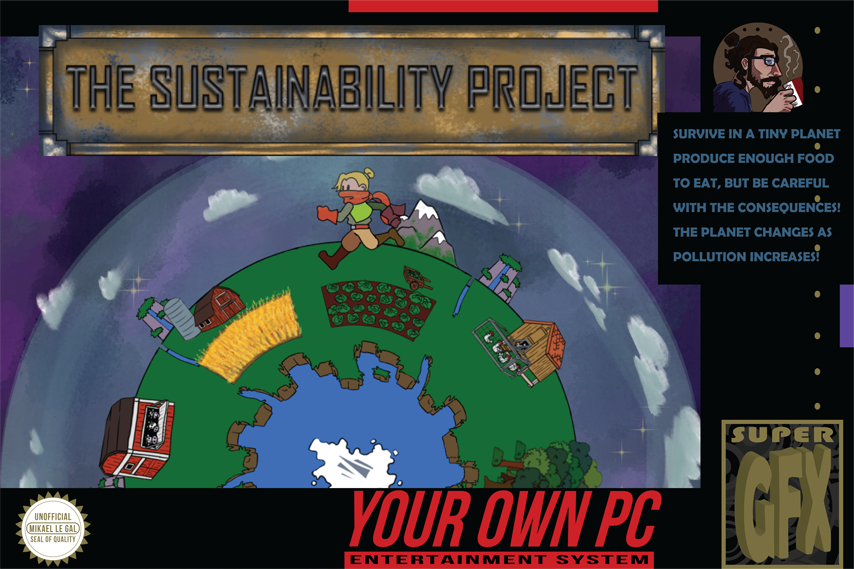 THE SUSTAINABILITY PROJECT
SURVIVE IN A TINY PLANET
PRODUCE ENOUGH FOOD
TO EAT, BUT BE CAREFUL
WITH THE CONSEQUENCES!
THE PLANET CHANGES AS
POLLUTION INCREASES!
UNOFFICIAL
MIKAEL LE GAL
SEAL OF QUALITY
YOUR OWN PC
ENTERTAINMENT SYSTEM
SUPER
GFX